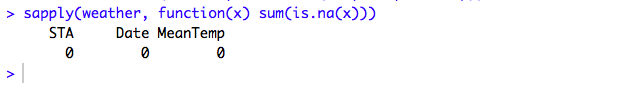 > sapply(weather, function(x) sum(is.na(x)))
STA Date MeanTemp
0 0 0
>